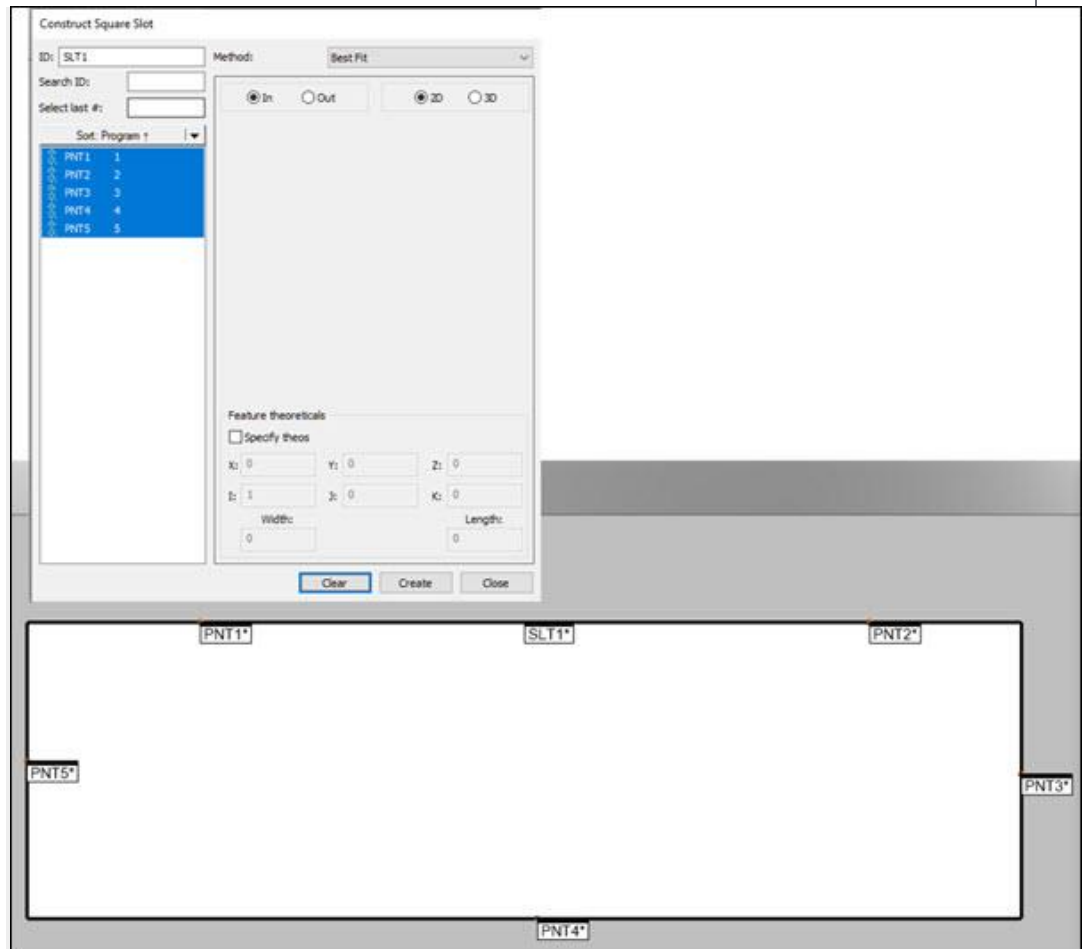 Construct Square Slot
ID: SLT1
Method: Best Fit
Search ID:
Select last #:
In Out 2D 3D
Sort: Program ↑
PNT1 1
PNT2 2
PNT3 3
PNT4 4
PNT5 5
Feature theoreticals
Specify theos
X: 0 Y: 0 Z: 0
I: 1 J: 0 K: 0
Width: Length:
0 0
Clear Create Close
PNT1* SLT1* PNT2*
PNT5*
PNT3*
PNT4*